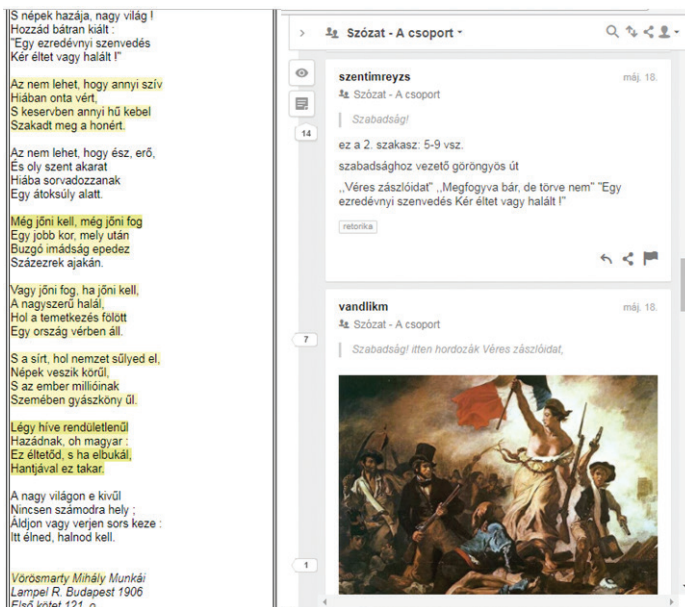 S népek hazája, nagy világ !
Hozzád bátran kiált :
"Egy ezredévnyi szenvedés
Kér éltet vagy halált !"
Az nem lehet, hogy annyi szív
Hiában onta vért,
S keservben annyi hű kebel
Szakadt meg a honért.
Az nem lehet, hogy ész, erő,
És oly szent akarat
Hiába sorvadozzanak
Egy átoksúly alatt.
Még jőni kell, még jőni fog
Egy jobb kor, mely után
Buzgó imádság epedez
Százezrek ajakán.
Vagy jőni fog, ha jőni kell,
A nagyszerű halál,
Hol a temetkezés fölött
Egy ország vérben áll.
S a sírt, hol nemzet sűlyed el,
Népek veszik körűl,
S az ember millióinak
Szemében gyászköny űl.
Légy híve rendületlenűl
Hazádnak, oh magyar :
Ez éltetőd, s ha elbukál,
Hantjával ez takar.
A nagy világon e kivűl
Nincsen számodra hely ;
Áldjon vagy verjen sors keze :
Itt élned, halnod kell.
Vörösmarty Mihály Munkái
Lampel R. Budapest 1906
Első kötet 121. o.
Szózat - A csoport
14
7
1
szentimreyzs
máj. 18.
Szózat - A csoport
Szabadság!
ez a 2. szakasz: 5-9 vsz.
szabadsághoz vezető göröngyös út
,,Véres zászlóidat" ,,Megfogyva bár, de törve nem" "Egy
ezredévnyi szenvedés Kér éltet vagy halált !"
retorika
vandlikm
máj. 18.
Szózat - A csoport
Szabadság! itten hordozák Véres zászlóidat,